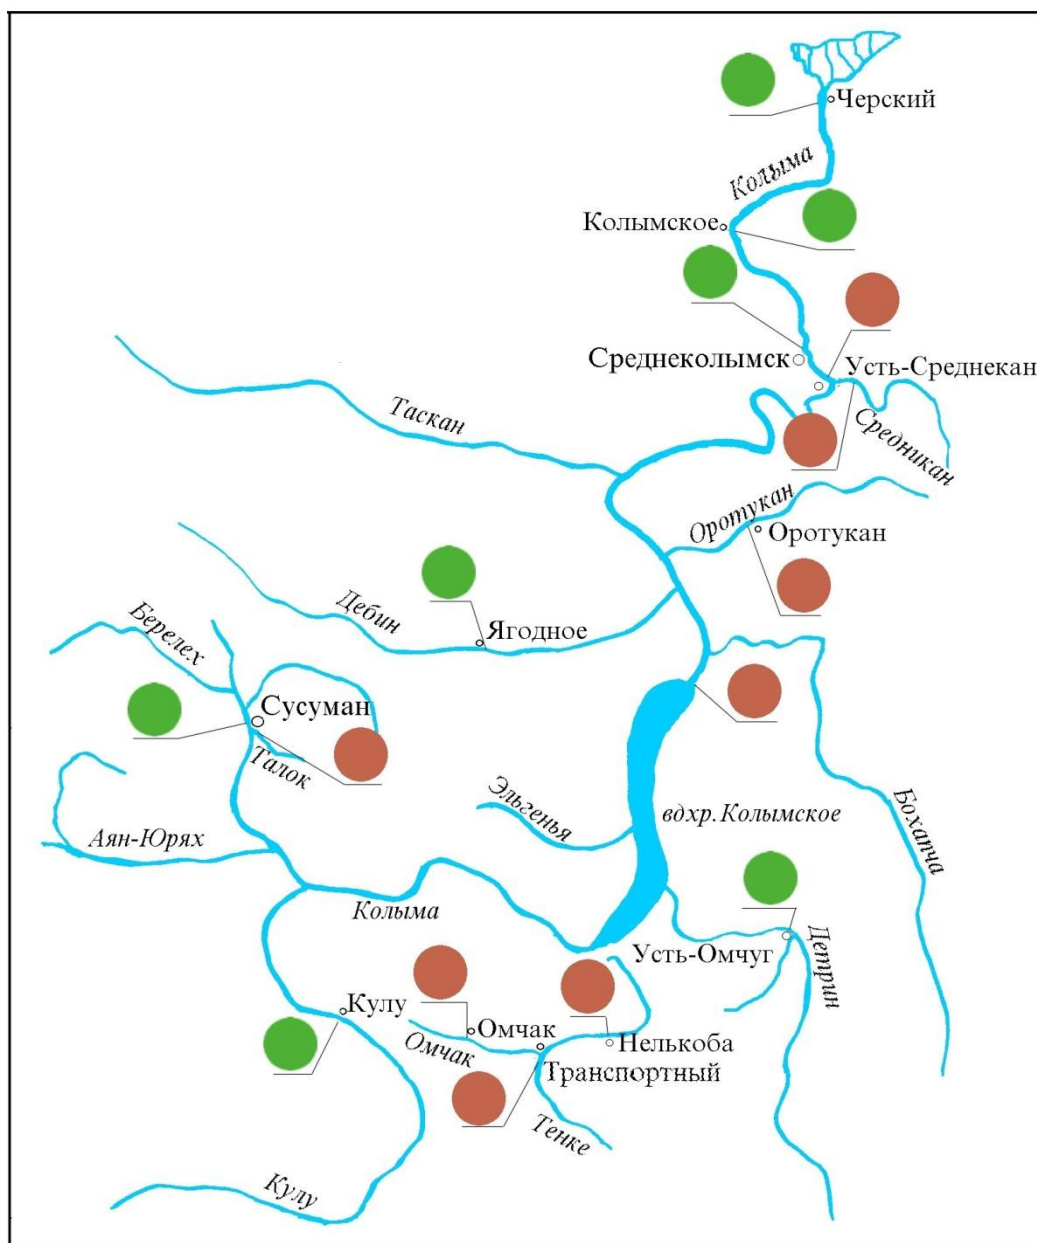 Черский
Колыма
Колымское
Среднеколымск
Усть-Среднекан
Таскан
Средникан
Оротукан
Оротукан
Дебин
Ягодное
Берелех
Сусуман
Талок
Эльгенья
вдхр. Колымское
Бохапча
Аян-Юрях
Колыма
Усть-Омчуг
Детрин
Кулу
Омчак
Омчак
Нелькоба
Транспортный
Тенке
Кулу